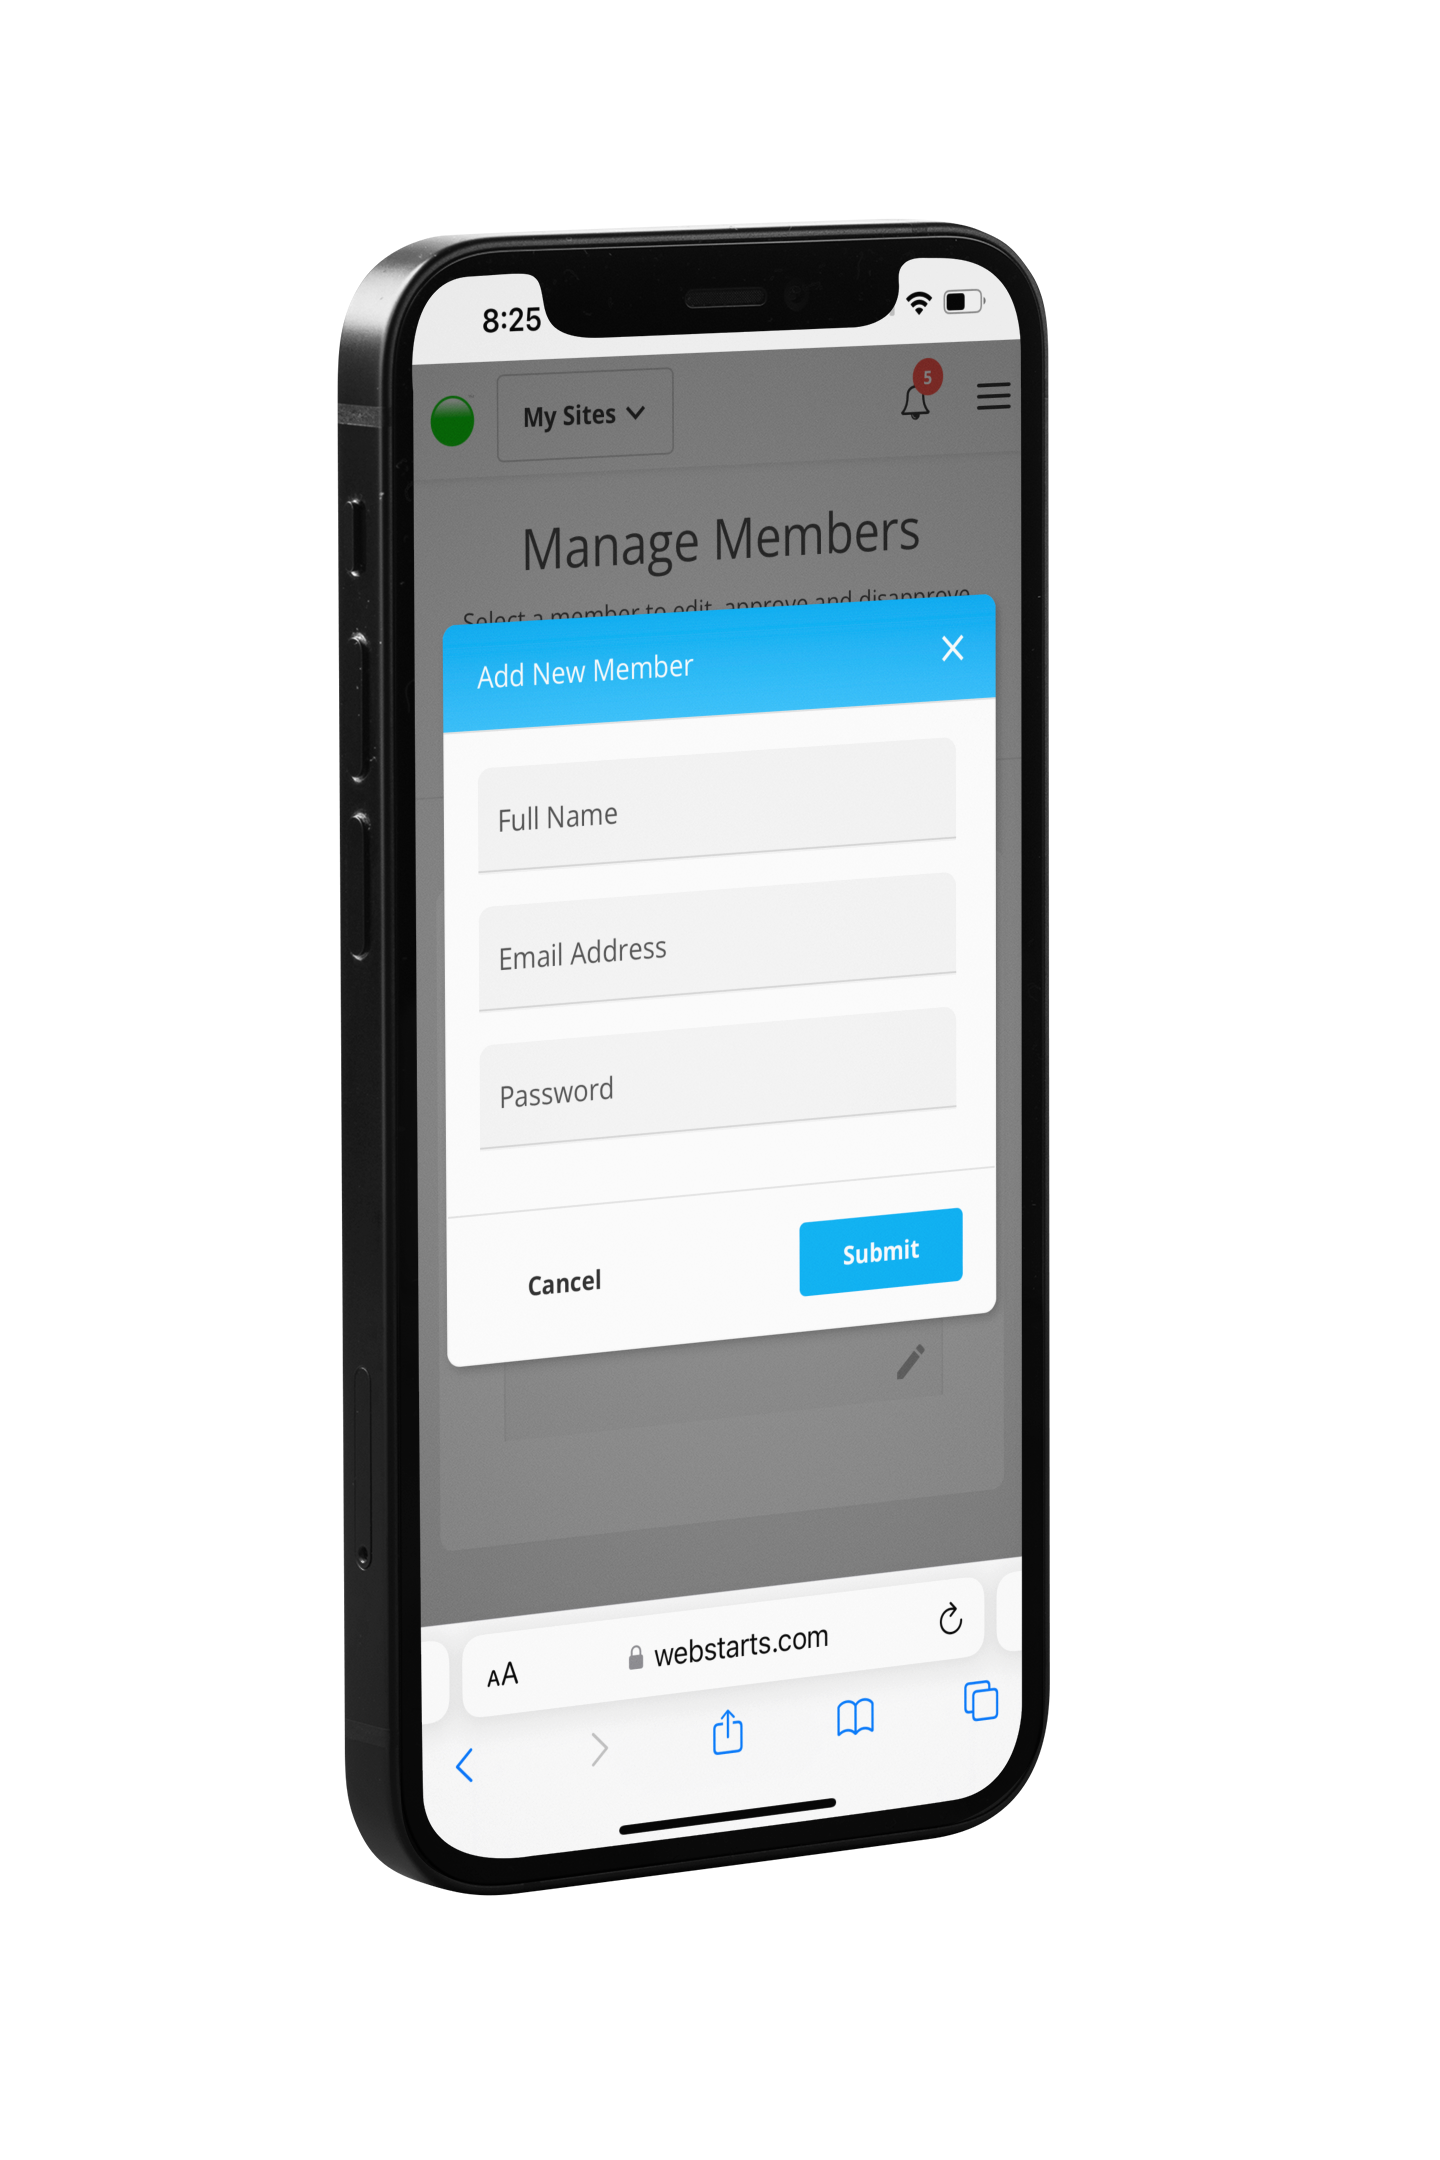 8:25
My Sites
5
Manage Members
Select a member to edit, approve and disapprove
Add New Member
Full Name
Email Address
Password
Cancel
Submit
AA
webstarts.com